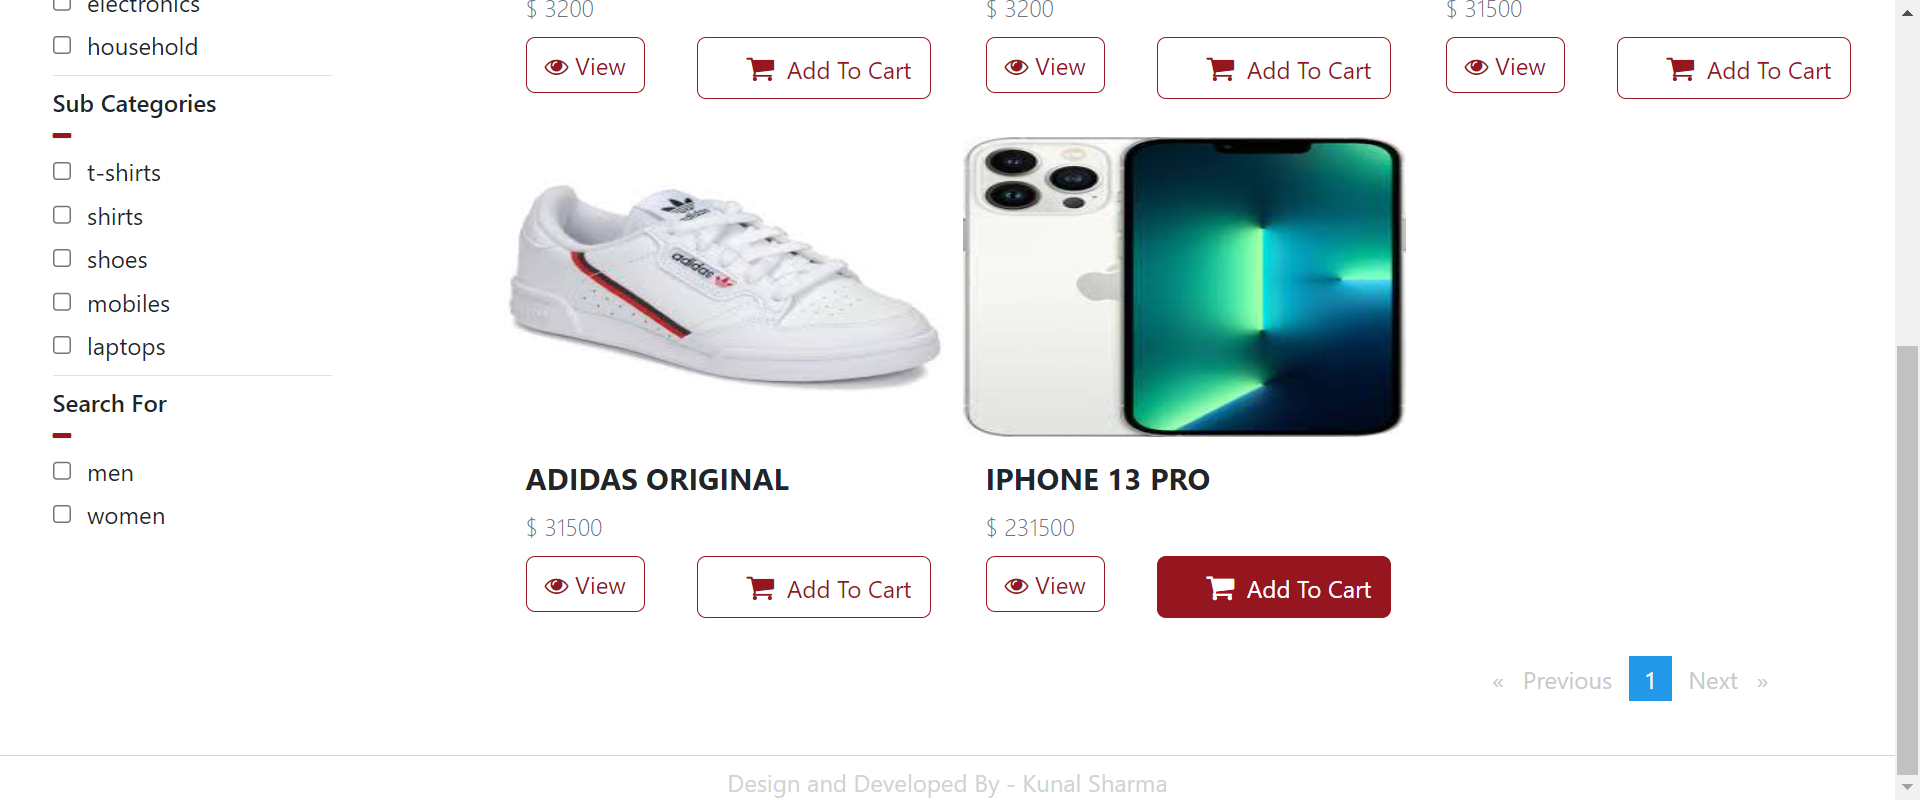 electronics
household
Sub Categories
t-shirts
shirts
shoes
mobiles
laptops
Search For
men
women
$ 3200
$ 3200
$ 31500
View
Add To Cart
View
Add To Cart
View
Add To Cart
adidas
adidas
ADIDAS ORIGINAL
IPHONE 13 PRO
$ 31500
$ 231500
View
Add To Cart
View
Add To Cart
« Previous 1 Next »
Design and Developed By - Kunal Sharma